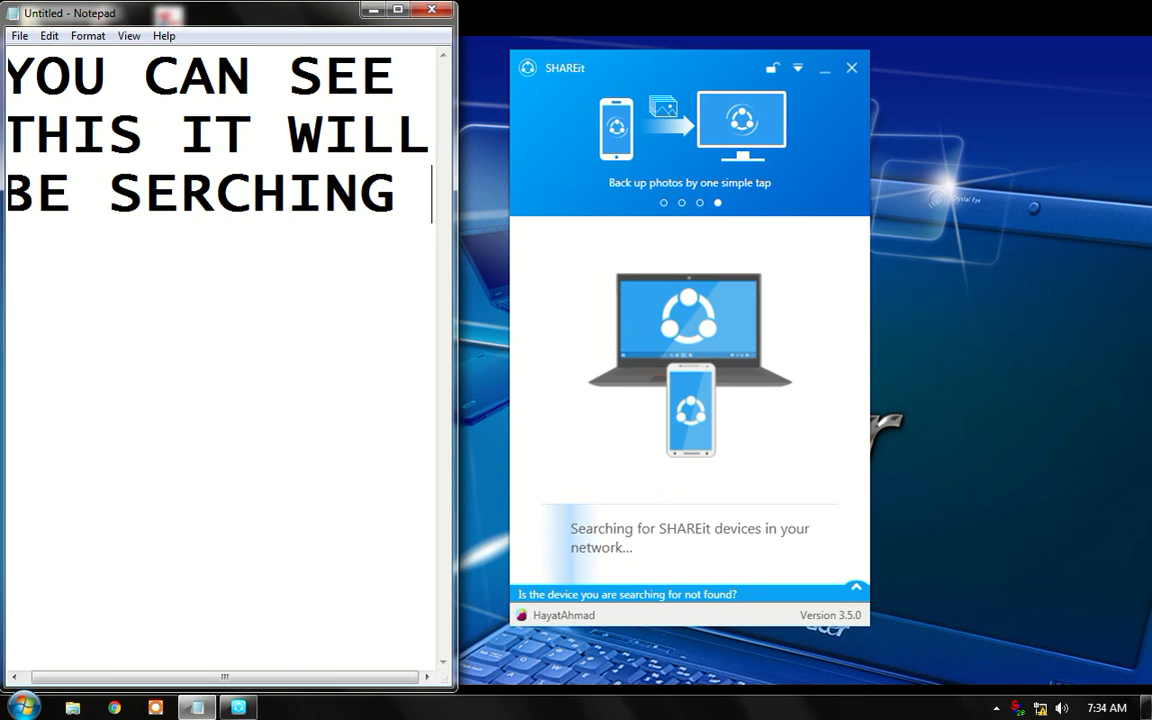 Untitled - Notepad
File Edit Format View Help
YOU CAN SEE
THIS IT WILL
BE SERCHING
SHAREit
Back up photos by one simple tap
Searching for SHAREit devices in your
network...
Is the device you are searching for not found?
HayatAhmad Version 3.5.0
Crystal Eye
7:34 AM